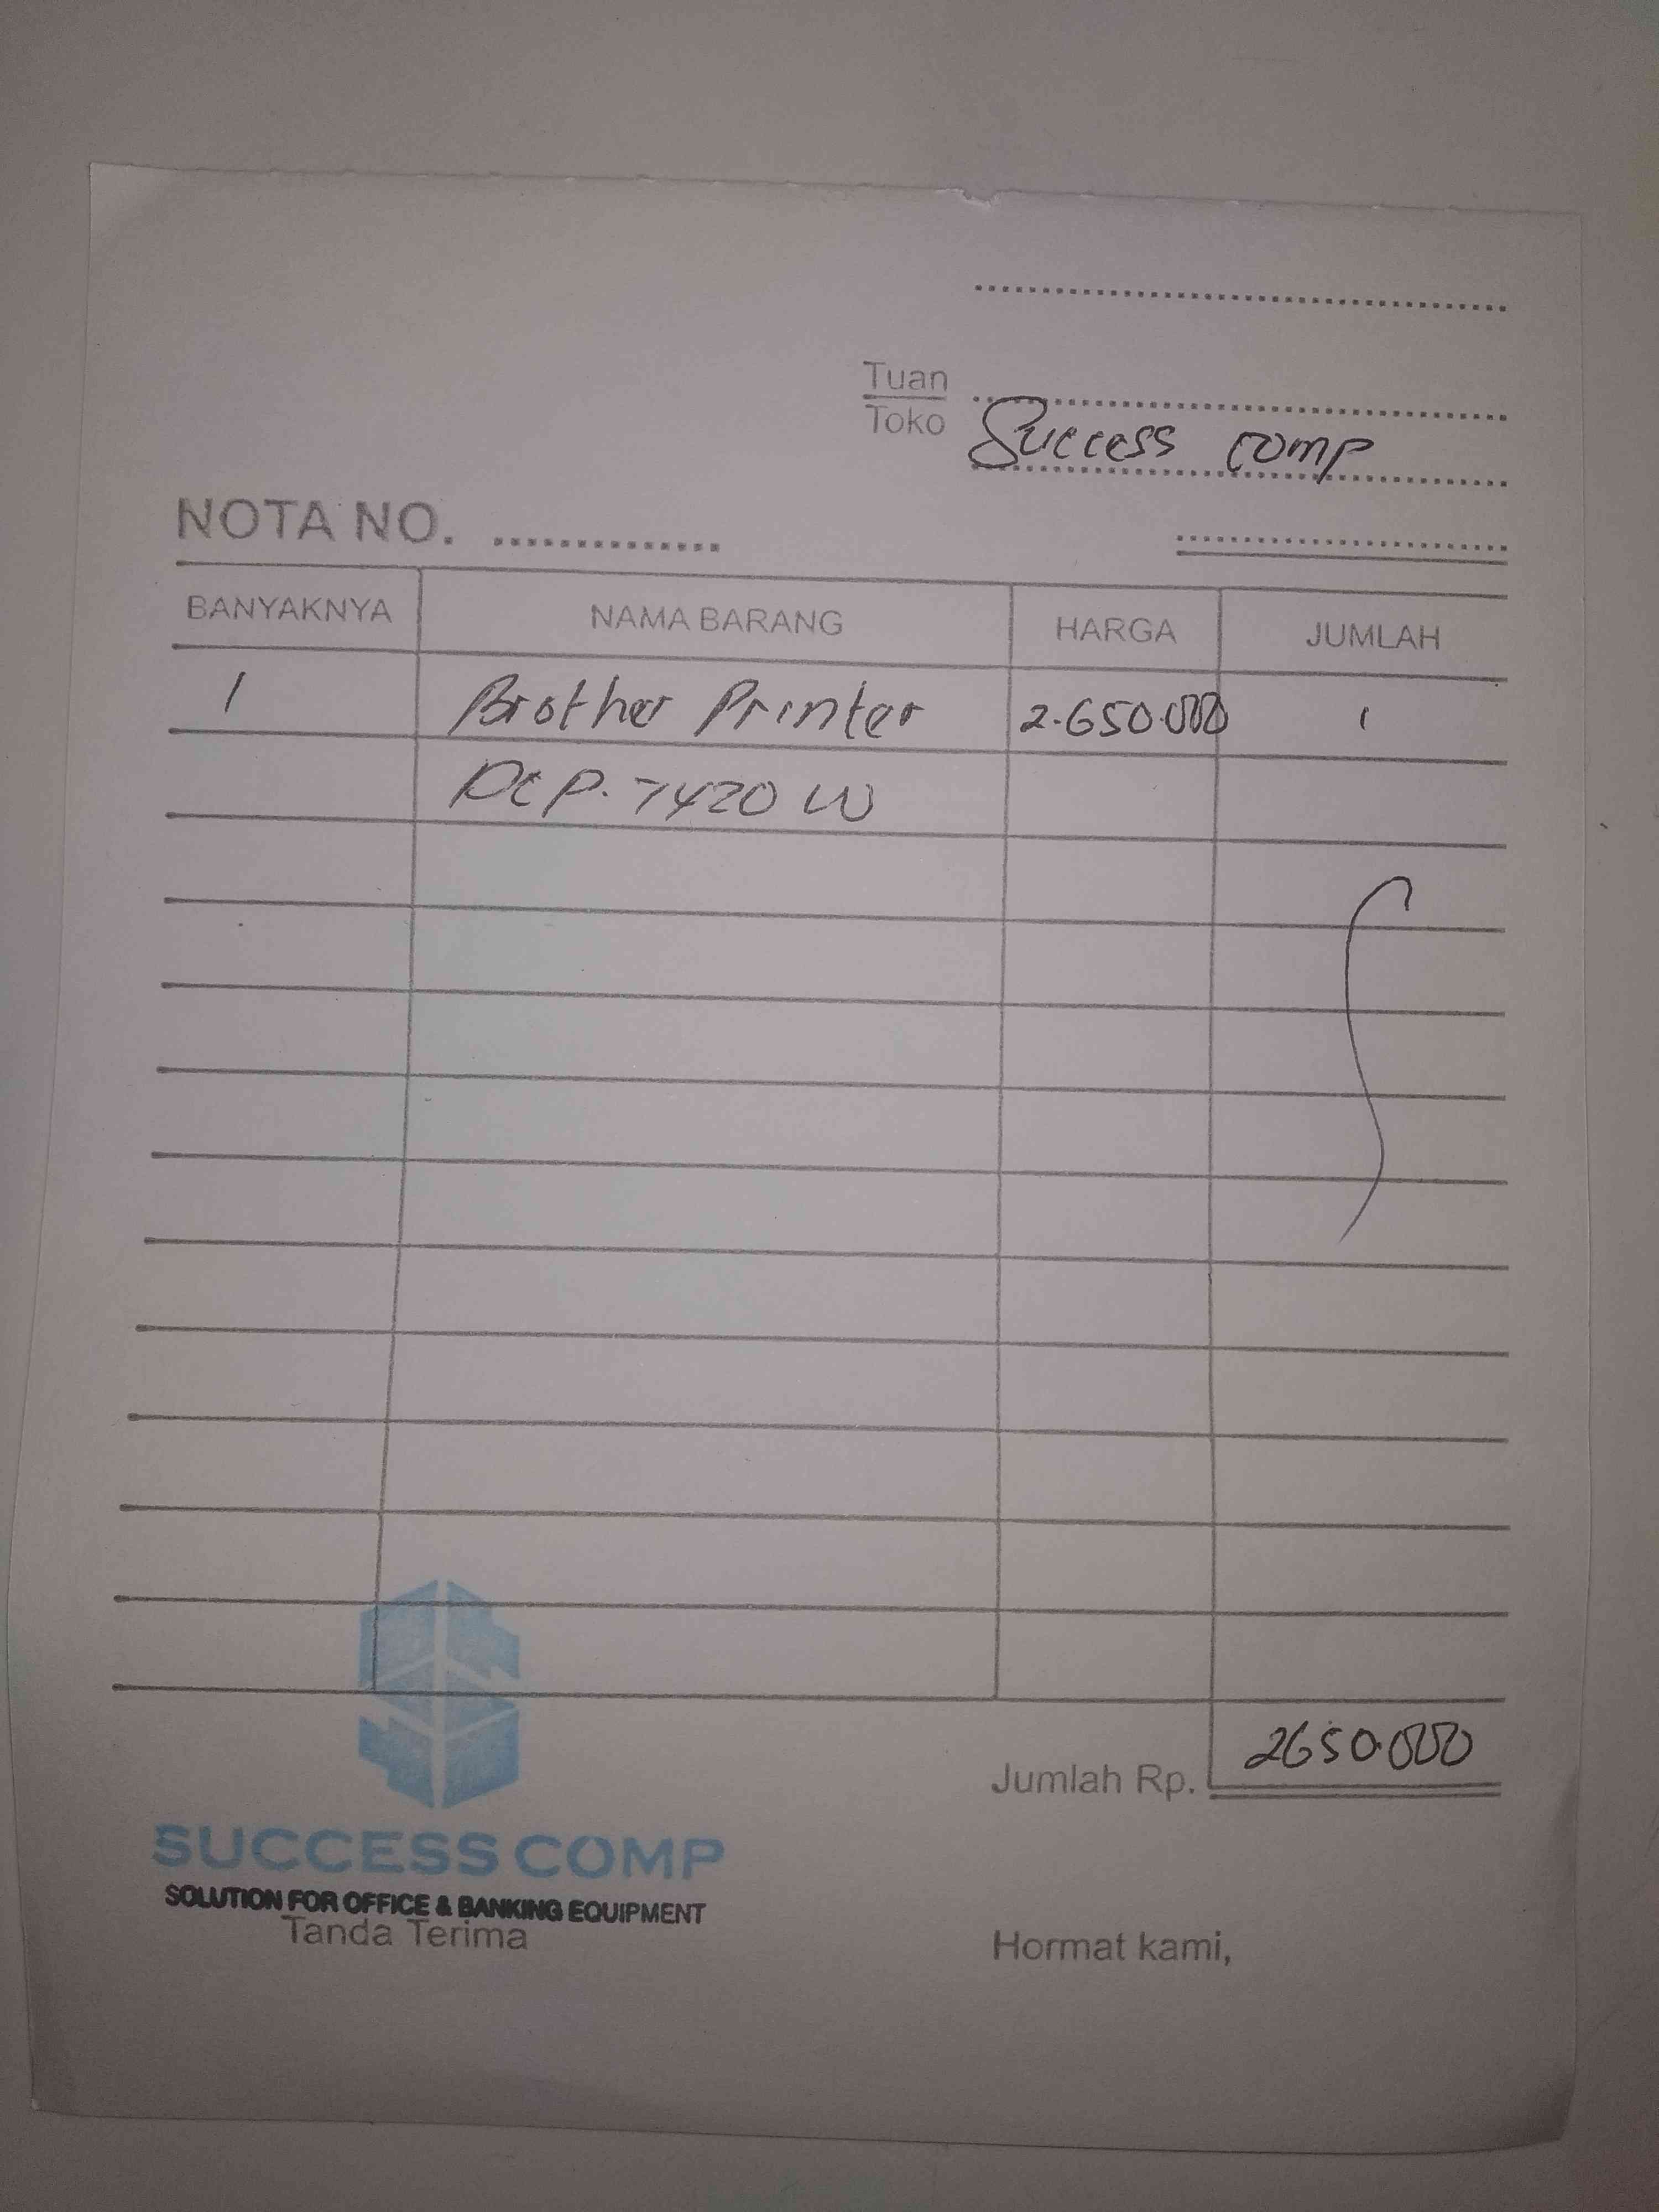 Tuan
Toko Success comp
NOTA NO.
BANYAKNYA NAMA BARANG HARGA JUMLAH
1 Brother Printer 2.650.000 1
DCP. 7420 W
Jumlah Rp. 2650.000
SUCCESS COMP
SOLUTION FOR OFFICE & BANKING EQUIPMENT
Tanda Terima Hormat kami,